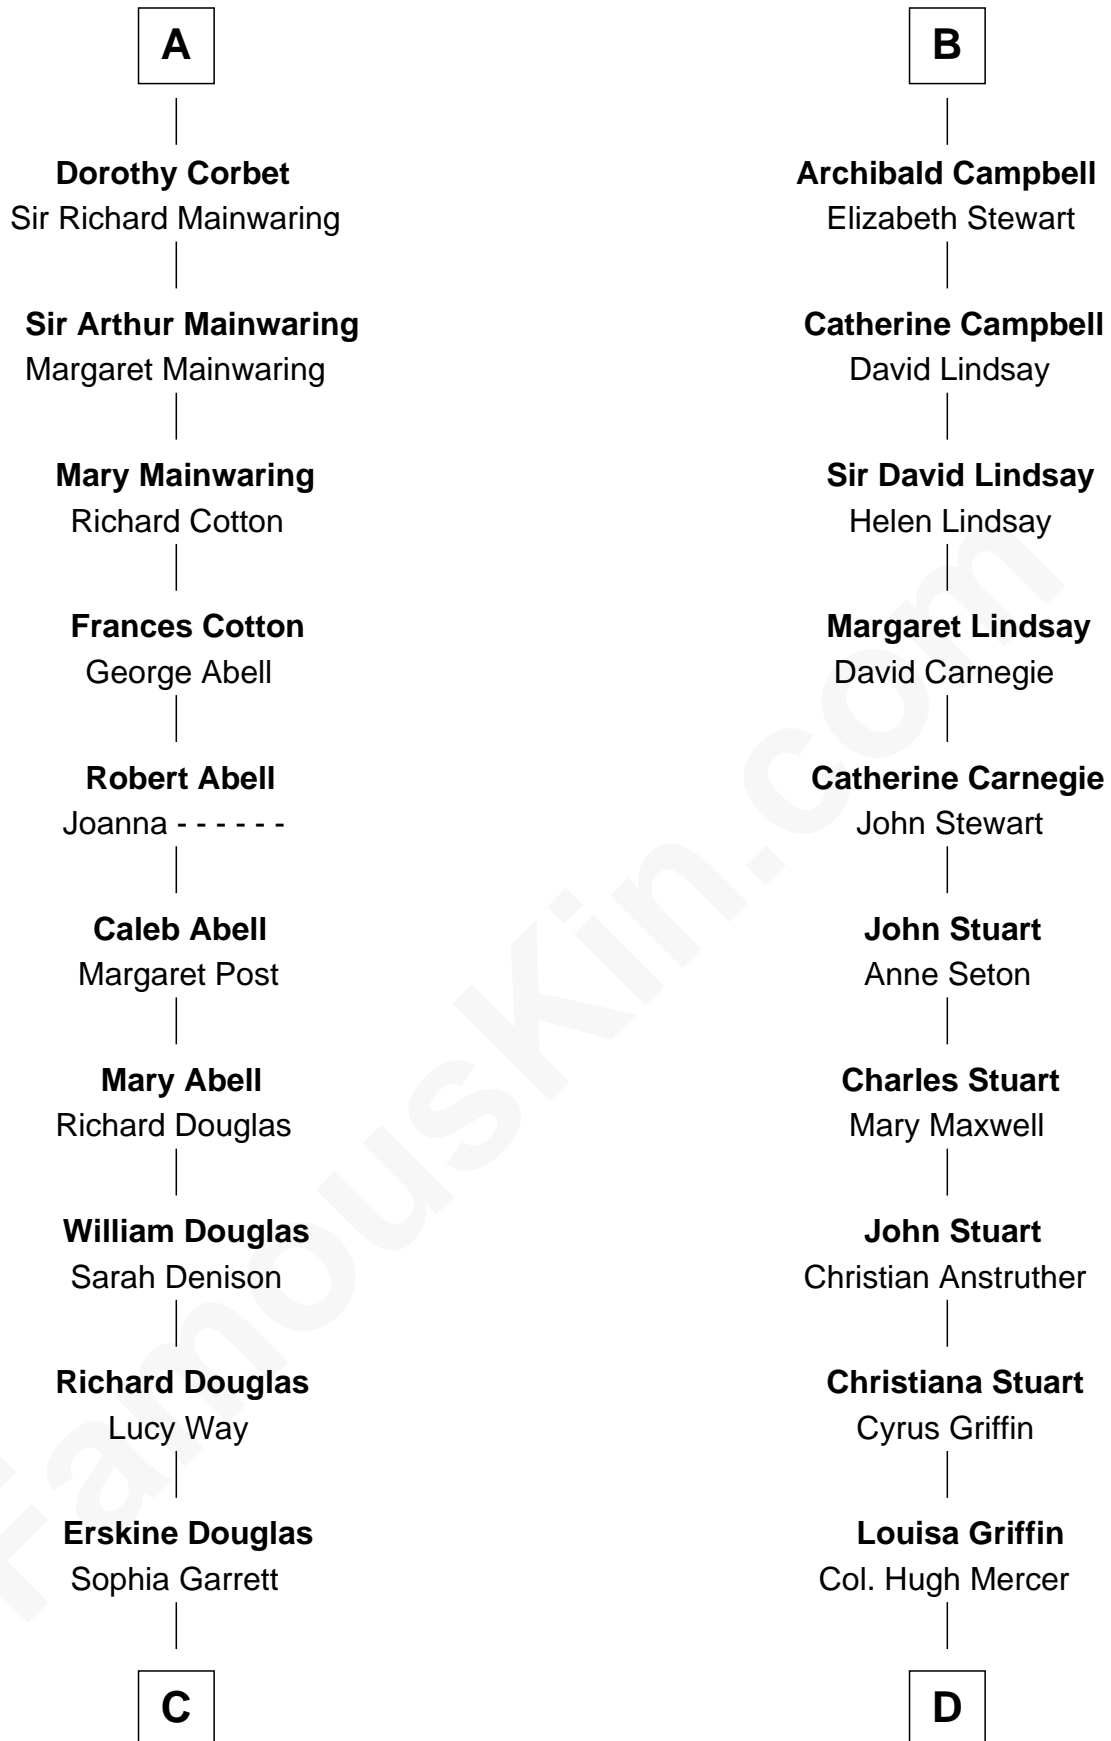 A
Dorothy Corbet
Sir Richard Mainwaring
Sir Arthur Mainwaring
Margaret Mainwaring
Mary Mainwaring
Richard Cotton
Frances Cotton
George Abell
Robert Abell
Joanna - - - - - -
Caleb Abell
Margaret Post
Mary Abell
Richard Douglas
William Douglas
Sarah Denison
Richard Douglas
Lucy Way
Erskine Douglas
Sophia Garrett
C
B
Archibald Campbell
Elizabeth Stewart
Catherine Campbell
David Lindsay
Sir David Lindsay
Helen Lindsay
Margaret Lindsay
David Carnegie
Catherine Carnegie
John Stewart
John Stuart
Anne Seton
Charles Stuart
Mary Maxwell
John Stuart
Christian Anstruther
Christiana Stuart
Cyrus Griffin
Louisa Griffin
Col. Hugh Mercer
D
FamousKin.com